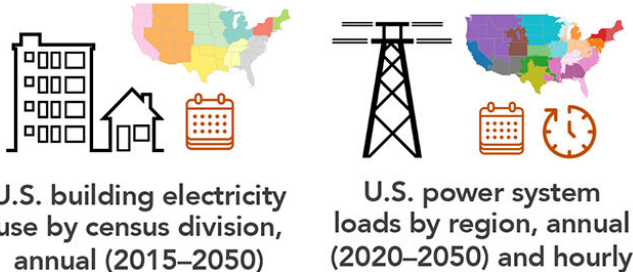 U.S. building electricity
use by census division,
annual (2015–2050)
U.S. power system
loads by region, annual
(2020–2050) and hourly